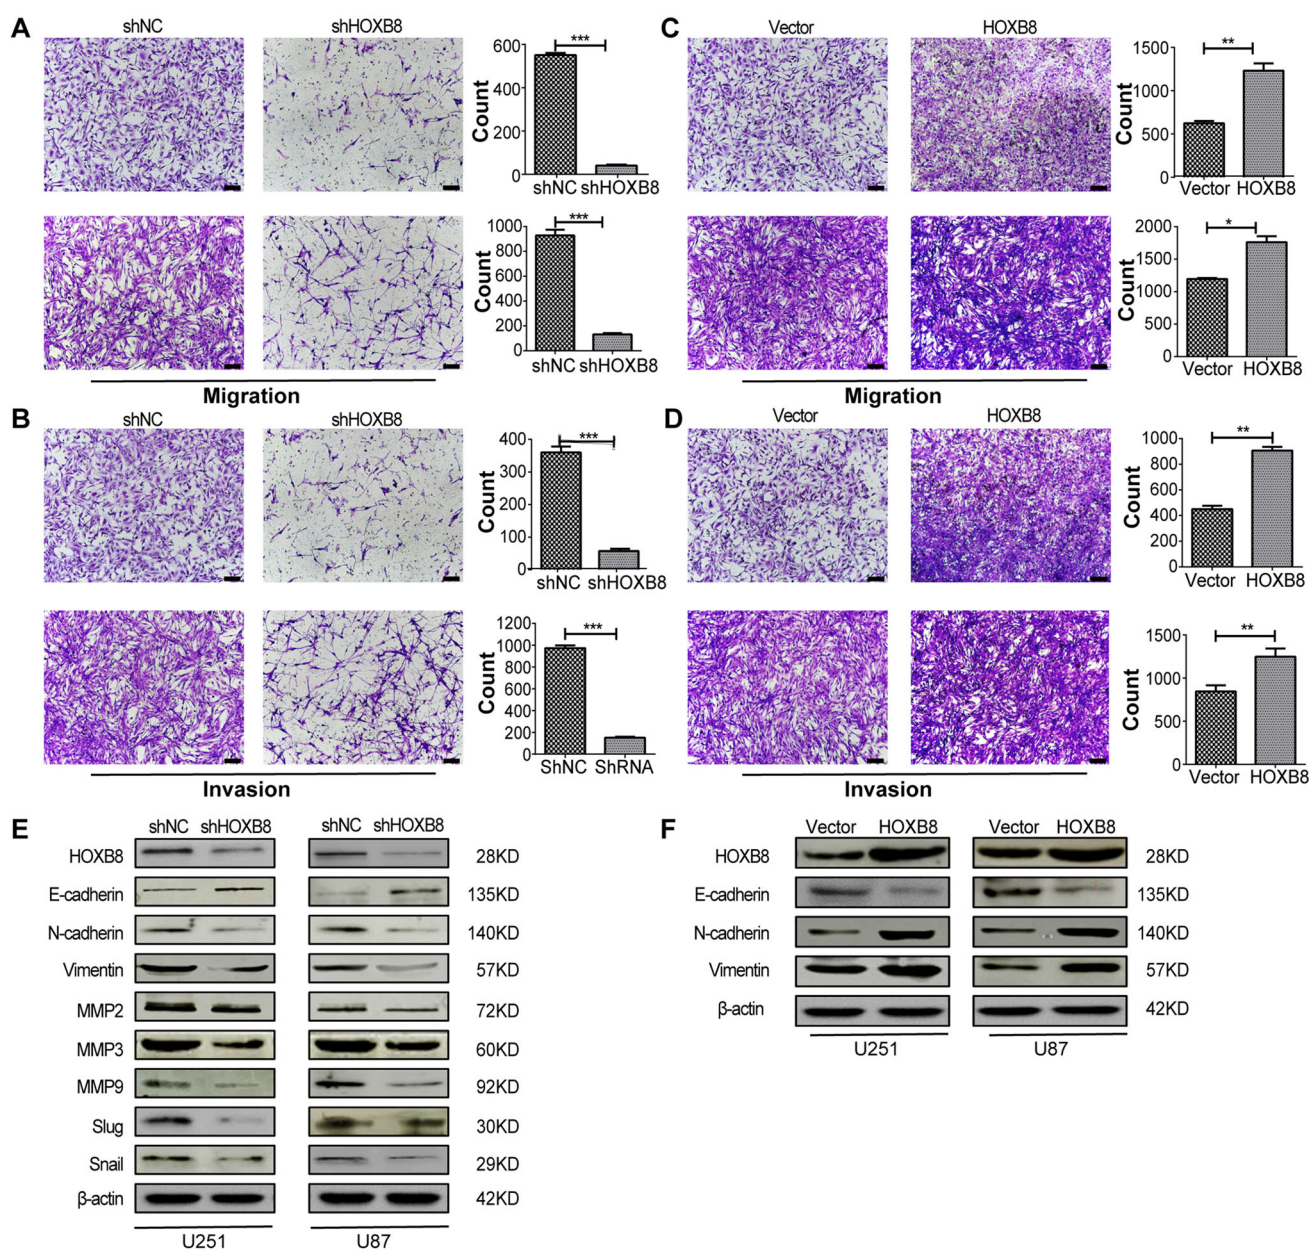 A
shNC
shHOXB8
***
Count
600
400
200
0
shNC shHOXB8
***
Count
1000
800
600
400
200
0
shNC shHOXB8
Migration
C
Vector
HOXB8
**
Count
1500
1000
500
0
Vector HOXB8
*
Count
2000
1500
1000
500
0
Vector HOXB8
Migration
B
shNC
shHOXB8
***
Count
400
300
200
100
0
shNC shHOXB8
***
Count
1200
1000
800
600
400
200
0
ShNC ShRNA
Invasion
D
Vector
HOXB8
**
Count
1000
800
600
400
200
0
Vector HOXB8
**
Count
1500
1000
500
0
Vector HOXB8
Invasion
E
shNC shHOXB8 shNC shHOXB8
HOXB8 28KD
E-cadherin 135KD
N-cadherin 140KD
Vimentin 57KD
MMP2 72KD
MMP3 60KD
MMP9 92KD
Slug 30KD
Snail 29KD
β-actin 42KD
U251 U87
F
Vector HOXB8 Vector HOXB8
HOXB8 28KD
E-cadherin 135KD
N-cadherin 140KD
Vimentin 57KD
β-actin 42KD
U251 U87